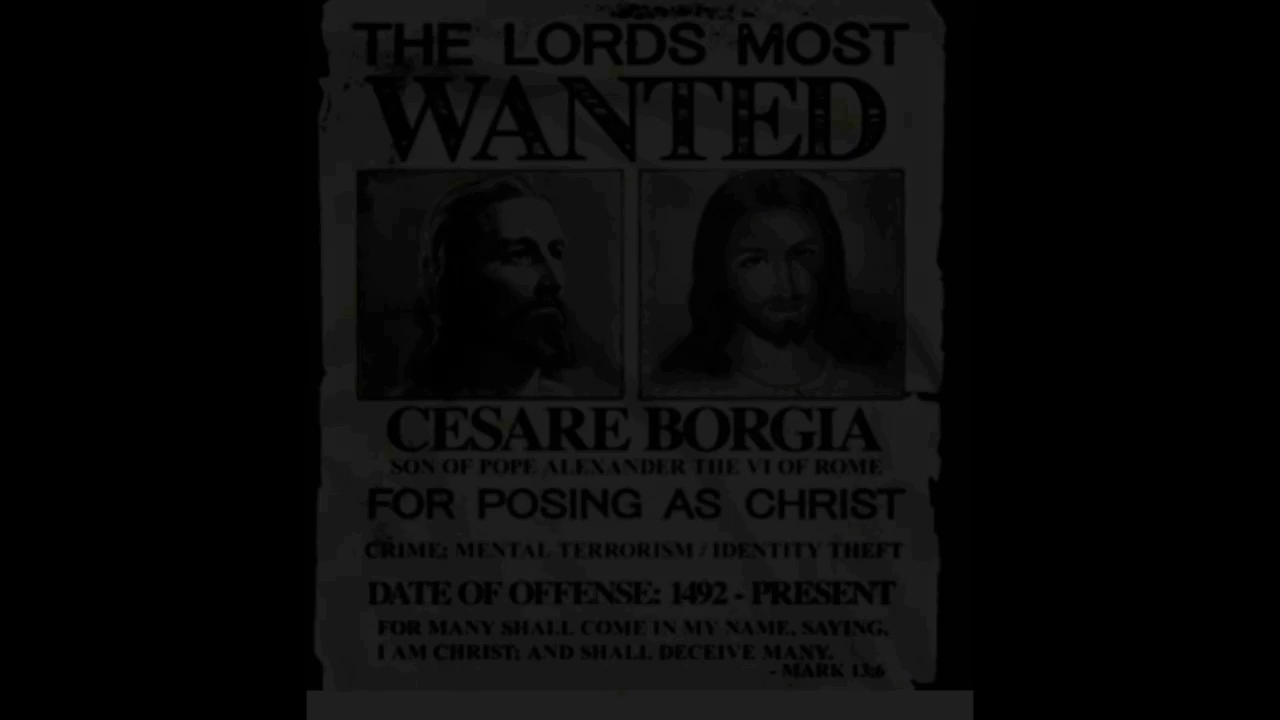 THE LORDS MOST
WANTED
CESARE BORGIA
SON OF POPE ALEXANDER THE VI OF ROME
FOR POSING AS CHRIST
CRIME: MENTAL TERRORISM / IDENTITY THEFT
DATE OF OFFENSE: 1492 - PRESENT
FOR MANY SHALL COME IN MY NAME, SAYING,
I AM CHRIST; AND SHALL DECEIVE MANY.
- MARK 13:6